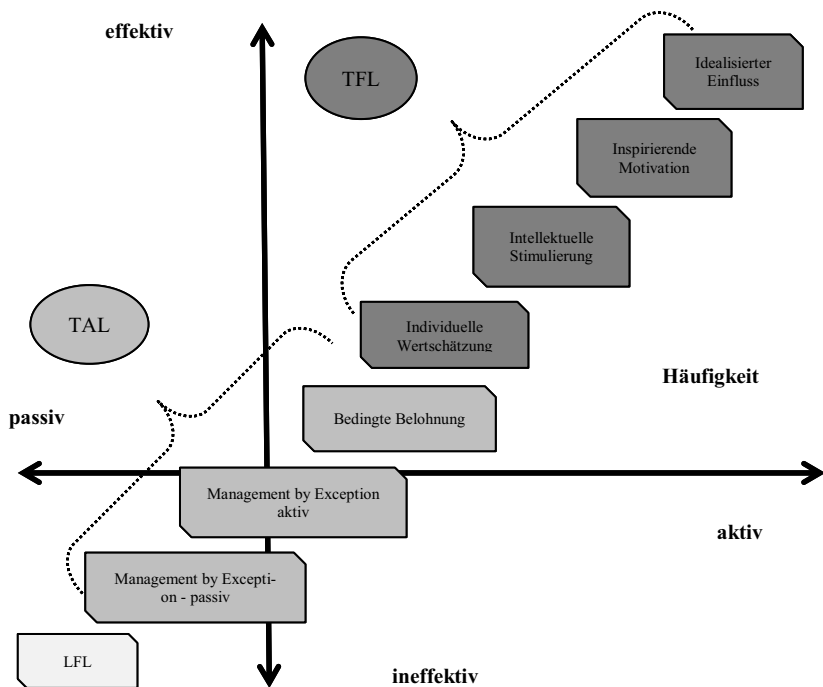 effektiv
TFL
Idealisierter
Einfluss
Inspirierende
Motivation
Intellektuelle
Stimulierung
TAL
Individuelle
Wertschätzung
Häufigkeit
passiv
Bedingte Belohnung
Management by Exception
aktiv
aktiv
Management by Excepti-
on - passiv
LFL
ineffektiv